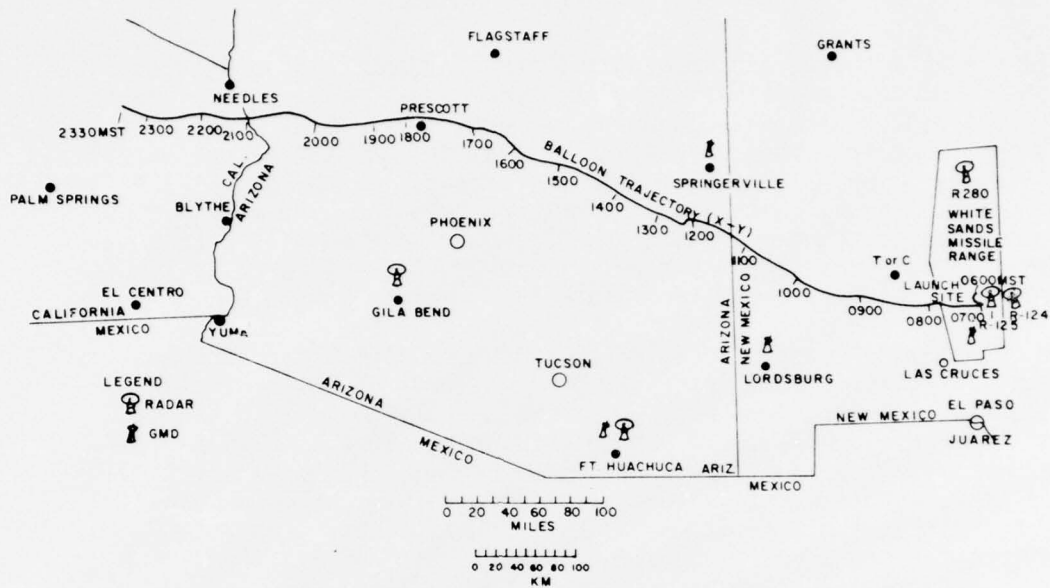 FLAGSTAFF
GRANTS
NEEDLES
PRESCOTT
2330 MST
2300
2200
2100
2000
1900
1800
1700
1600
1500
1400
1300
1200
1100
1000
0900
0800
0700
BALLOON TRAJECTORY (X-Y)
SPRINGERVILLE
R280
WHITE
SANDS
MISSILE
RANGE
PALM SPRINGS
BLYTHE
CAL.
ARIZONA
PHOENIX
T or C
LAUNCH
SITE
0600MST
R-124
R-125
EL CENTRO
CALIFORNIA
MEXICO
YUMA
GILA BEND
ARIZONA
NEW MEXICO
TUCSON
LORDSBURG
LAS CRUCES
LEGEND
RADAR
GMD
ARIZONA
MEXICO
NEW MEXICO
EL PASO
JUAREZ
FT. HUACHUCA
ARIZ
MEXICO
0 20 40 60 80 100
MILES
0 20 40 60 80 100
KM